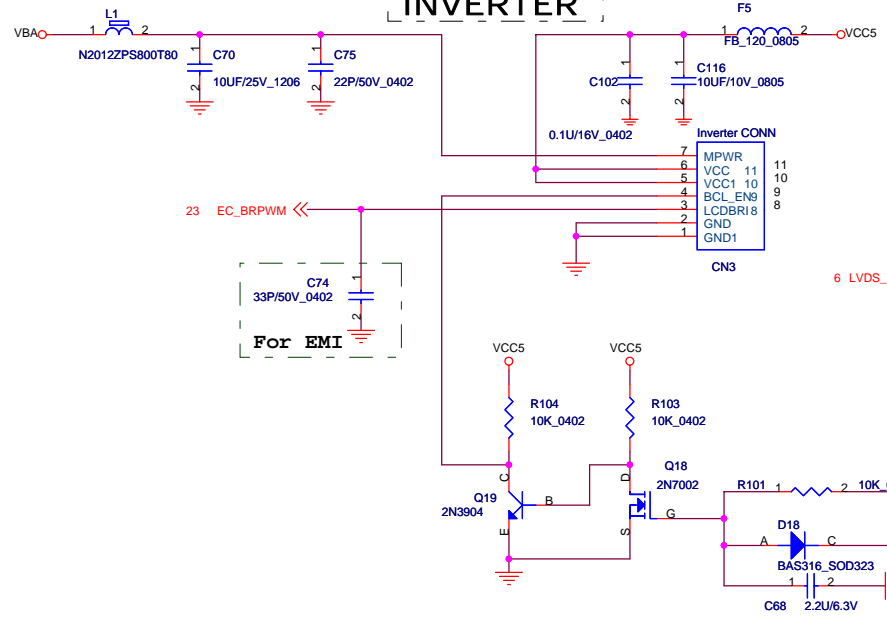 INVERTER
L1
VBA
1
2
N2012ZPS800T80
1
C70
2
10UF/25V_1206
1
C75
2
22P/50V_0402
F5
1
2
FB_120_0805
VCC5
1
C102
2
0.1U/16V_0402
1
C116
10UF/10V_0805
2
Inverter CONN
7 MPWR
6 VCC 11 11
5 VCC1 10 10
4 BCL_EN9 9
3 LCDBRI8 8
2 GND
1 GND1
CN3
23 EC_BRPWM
6 LVDS_
C74
1
33P/50V_0402
2
For EMI
VCC5
VCC5
R104
10K_0402
R103
10K_0402
Q19
2N3904
C
B
E
Q18
2N7002
D
G
S
R101 1 2 10K_
D18
A C
BAS316_SOD323
1 2
C68 2.2U/6.3V